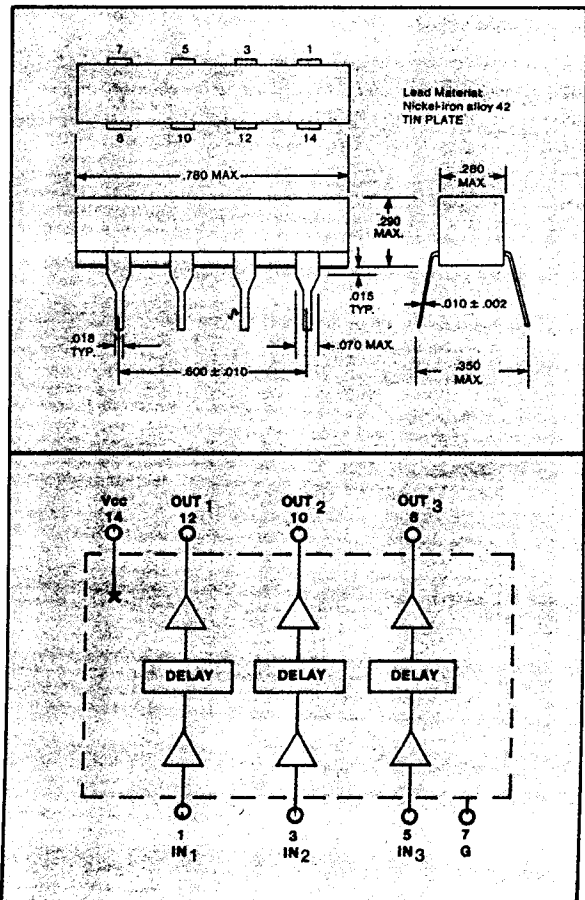 7 5 3 1
Lead Material:
Nickel-iron alloy 42
TIN PLATE
8 10 12 14
.780 MAX.
.280
MAX.
.290
MAX.
.018
TYP.
.015
TYP.
.010 ± .002
.070 MAX.
.600 ± .010
.350
MAX.
Vcc OUT 1 OUT 2 OUT 3
14 12 10 8
DELAY DELAY DELAY
1 3 5 7
IN1 IN2 IN3 G